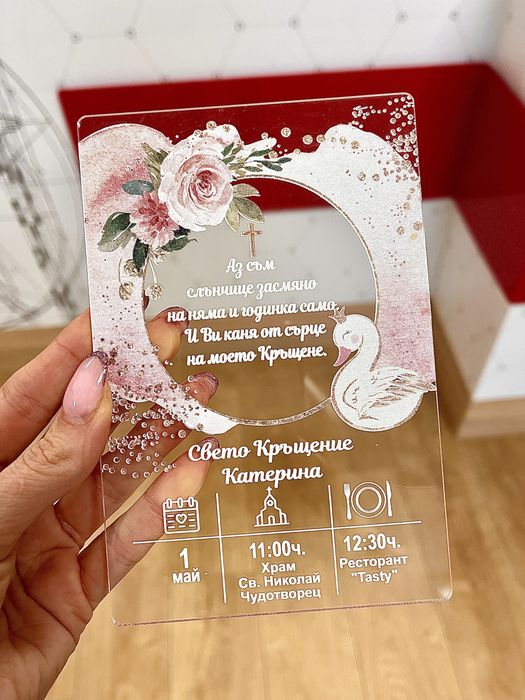 Аз съм
слънчице засмяно
на няма и годинка само.
И Ви каня от сърце
на моето Кръщене.
Свето Кръщение
Катерина
1
май
11:00ч.
Храм
Св. Николай
Чудотворец
12:30ч.
Ресторант
"Tasty"